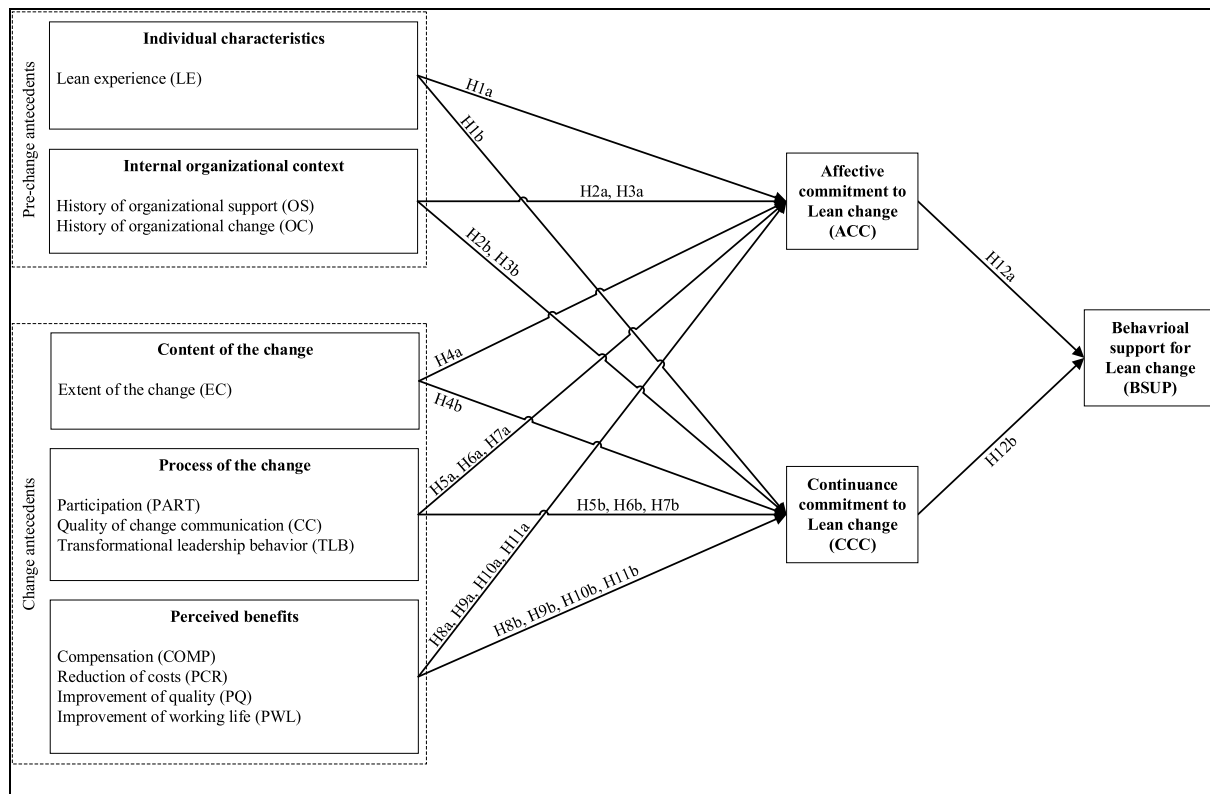 Pre-change antecedents
Individual characteristics
Lean experience (LE)
Internal organizational context
History of organizational support (OS)
History of organizational change (OC)
Change antecedents
Content of the change
Extent of the change (EC)
Process of the change
Participation (PART)
Quality of change communication (CC)
Transformational leadership behavior (TLB)
Perceived benefits
Compensation (COMP)
Reduction of costs (PCR)
Improvement of quality (PQ)
Improvement of working life (PWL)
H1a
H1b
H2a, H3a
H2b, H3b
H4a
H4b
H5a, H6a, H7a
H5b, H6b, H7b
H8a, H9a, H10a, H11a
H8b, H9b, H10b, H11b
Affective
commitment to
Lean change
(ACC)
Continuance
commitment to
Lean change
(CCC)
H12a
H12b
Behavrioal
support for
Lean change
(BSUP)